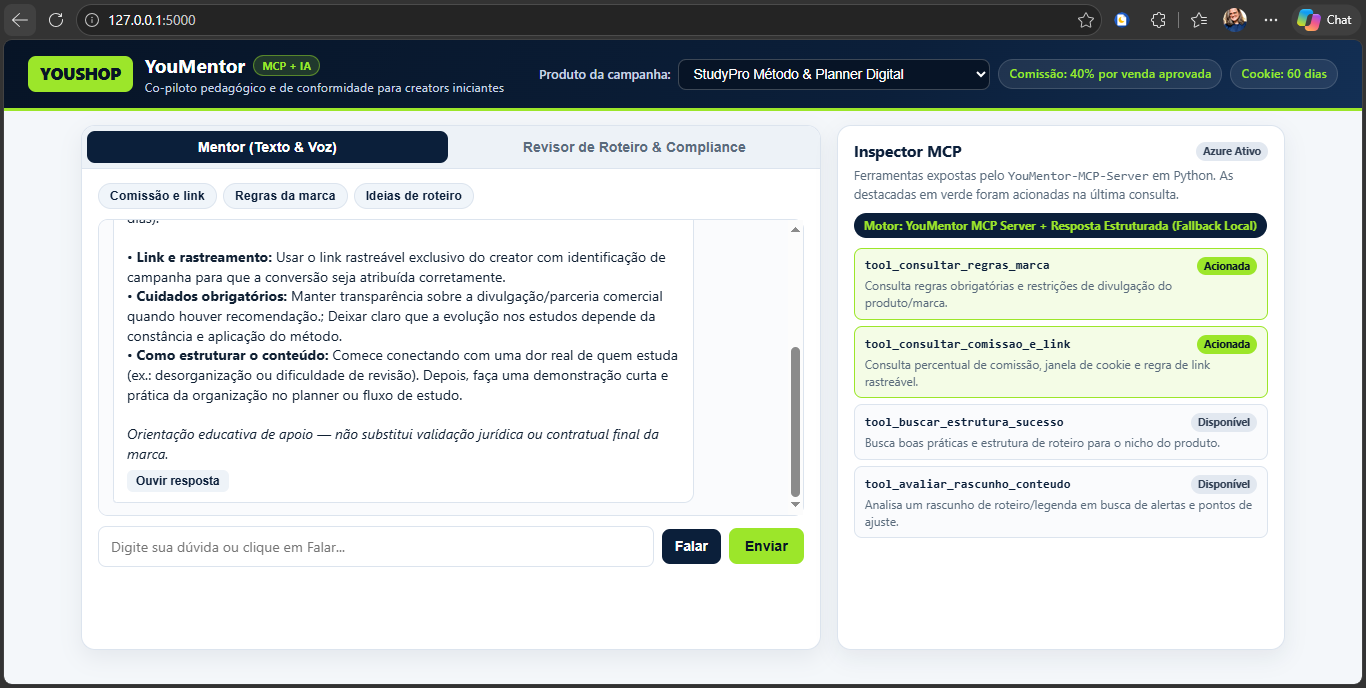 127.0.0.1:5000
Chat
YOUSHOP
YouMentor
MCP + IA
Co-piloto pedagógico e de conformidade para creators iniciantes
Produto da campanha:
StudyPro Método & Planner Digital
Comissão: 40% por venda aprovada
Cookie: 60 dias
Mentor (Texto & Voz)
Revisor de Roteiro & Compliance
Comissão e link
Regras da marca
Ideias de roteiro
dias).
• Link e rastreamento: Usar o link rastreável exclusivo do creator com identificação de
campanha para que a conversão seja atribuída corretamente.
• Cuidados obrigatórios: Manter transparência sobre a divulgação/parceria comercial
quando houver recomendação.; Deixar claro que a evolução nos estudos depende da
constância e aplicação do método.
• Como estruturar o conteúdo: Comece conectando com uma dor real de quem estuda
(ex.: desorganização ou dificuldade de revisão). Depois, faça uma demonstração curta e
prática da organização no planner ou fluxo de estudo.
Orientação educativa de apoio — não substitui validação jurídica ou contratual final da
marca.
Ouvir resposta
Digite sua dúvida ou clique em Falar...
Falar
Enviar
Inspector MCP
Azure Ativo
Ferramentas expostas pelo YouMentor-MCP-Server em Python. As
destacadas em verde foram acionadas na última consulta.
Motor: YouMentor MCP Server + Resposta Estruturada (Fallback Local)
tool_consultar_regras_marca
Acionada
Consulta regras obrigatórias e restrições de divulgação do
produto/marca.
tool_consultar_comissao_e_link
Acionada
Consulta percentual de comissão, janela de cookie e regra de link
rastreável.
tool_buscar_estrutura_sucesso
Disponível
Busca boas práticas e estrutura de roteiro para o nicho do produto.
tool_avaliar_rascunho_conteudo
Disponível
Analisa um rascunho de roteiro/legenda em busca de alertas e pontos de
ajuste.